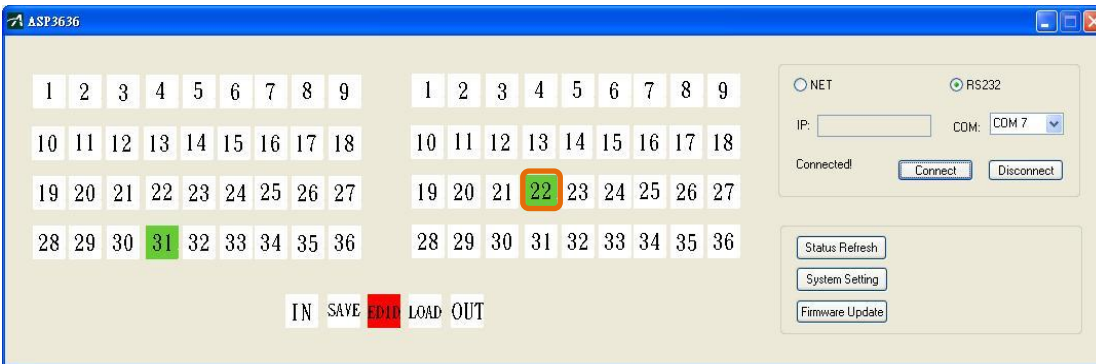 ASP3636
1 2 3 4 5 6 7 8 9
10 11 12 13 14 15 16 17 18
19 20 21 22 23 24 25 26 27
28 29 30 31 32 33 34 35 36
1 2 3 4 5 6 7 8 9
10 11 12 13 14 15 16 17 18
19 20 21 22 23 24 25 26 27
28 29 30 31 32 33 34 35 36
IN SAVE EDID LOAD OUT
NET RS232
IP: COM: COM 7
Connected! Connect Disconnect
Status Refresh
System Setting
Firmware Update